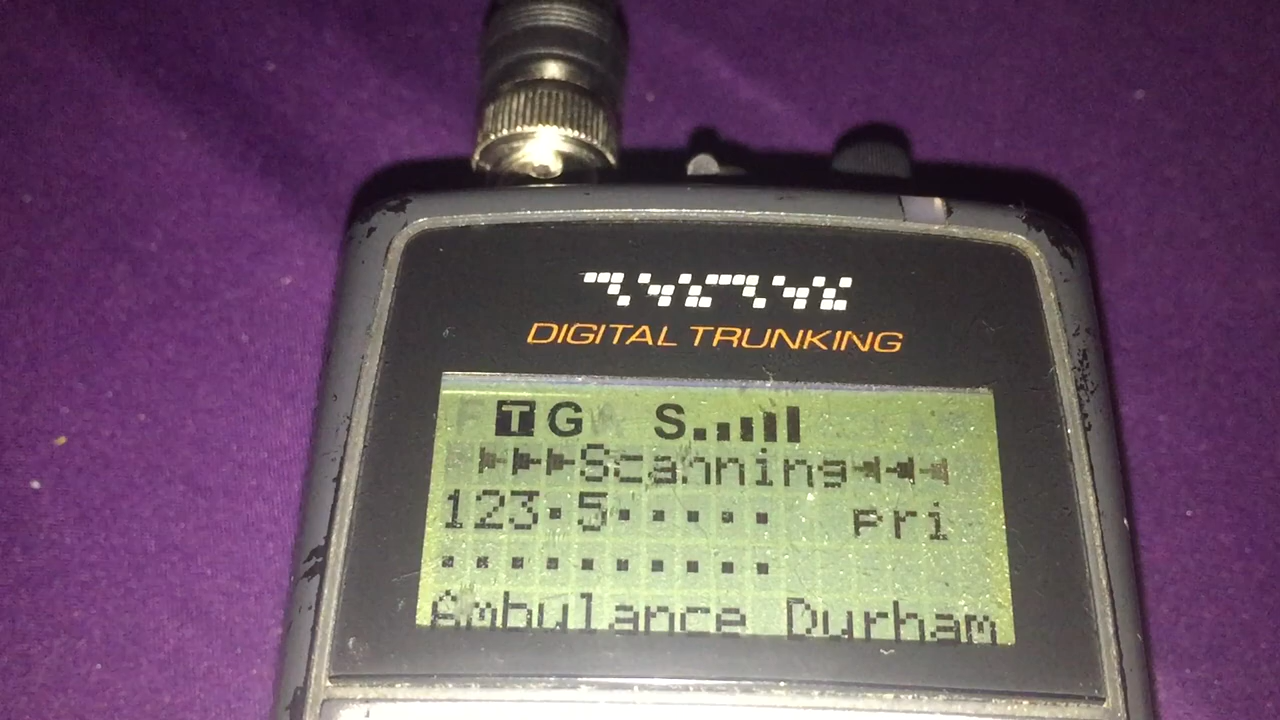 DIGITAL TRUNKING
T G S
▶▶▶Scanning◀◀◀
123·5····· Pri
··········
Ambulance Durham